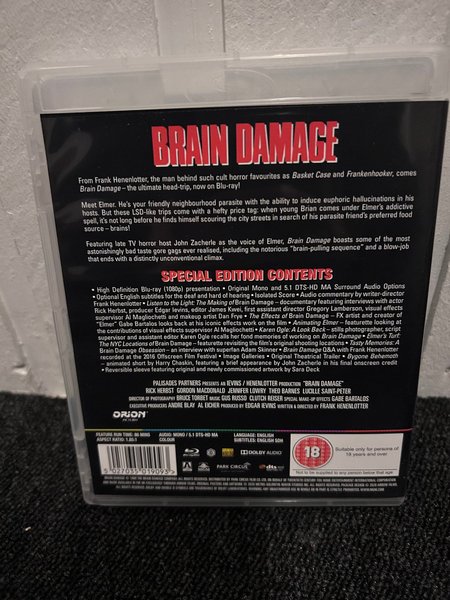 BRAIN DAMAGE
From Frank Henenlotter, the man behind such cult horror favourites as Basket Case and Frankenhooker, comes
Brain Damage – the ultimate head-trip, now on Blu-ray!
Meet Elmer. He's your friendly neighbourhood parasite with the ability to induce euphoric hallucinations in his
hosts. But these LSD-like trips come with a hefty price tag: when young Brian comes under Elmer's addictive
spell, it's not long before he finds himself scouring the city streets in search of his parasite friend's preferred food
source – brains!
Featuring late TV horror host John Zacherle as the voice of Elmer, Brain Damage boasts some of the most
astonishingly bad taste gore gags ever realised, including the notorious "brain-pulling sequence" and a blow-job
that ends with a distinctly unconventional climax.
SPECIAL EDITION CONTENTS
• High Definition Blu-ray (1080p) presentation • Original Mono and 5.1 DTS-HD MA Surround Audio Options
• Optional English subtitles for the deaf and hard of hearing • Isolated Score • Audio commentary by writer-director
Frank Henenlotter • Listen to the Light: The Making of Brain Damage – documentary featuring interviews with actor
Rick Herbst, producer Edgar Ievins, editor James Kwei, first assistant director Gregory Lamberson, visual effects
supervisor Al Magliochetti and makeup artist Dan Frye • The Effects of Brain Damage – FX artist and creator of
"Elmer" Gabe Bartalos looks back at his iconic effects work on the film • Animating Elmer – featurette looking at
the contributions of visual effects supervisor Al Magliochetti • Karen Ogle: A Look Back – stills photographer, script
supervisor and assistant editor Karen Ogle recalls her fond memories of working on Brain Damage • Elmer's Turf:
The NYC Locations of Brain Damage – featurette revisiting the film's original shooting locations • Tasty Memories: A
Brain Damage Obsession – an interview with superfan Adam Skinner • Brain Damage Q&A with Frank Henenlotter
recorded at the 2016 Offscreen Film Festival • Image Galleries • Original Theatrical Trailer • Bygone Behemoth
– animated short by Harry Chaskin, featuring a brief appearance by John Zacherle in his final onscreen credit
• Reversible sleeve featuring original and newly commissioned artwork by Sara Deck
PALISADES PARTNERS PRESENTS AN IEVINS / HENENLOTTER PRODUCTION "BRAIN DAMAGE"
RICK HERBST, GORDON MACDONALD, JENNIFER LOWRY, THEO BARNES, LUCILLE SAINT-PETER
DIRECTOR OF PHOTOGRAPHY BRUCE TORBET MUSIC GUS RUSSO CLUTCH REISER SPECIAL MAKE-UP EFFECTS GABE BARTALOS
EXECUTIVE PRODUCERS ANDRE BLAY AL EICHER PRODUCED BY EDGAR IEVINS WRITTEN & DIRECTED BY FRANK HENENLOTTER
ORION
PICTURES
FEATURE RUN TIME: 86 MINS
ASPECT RATIO: 1.85:1
AUDIO: MONO / 5.1 DTS-HD MA
COLOUR
LANGUAGE: ENGLISH
SUBTITLES: ENGLISH SDH
5 027035 019093
DOLBY AUDIO
18
Suitable only for persons of
18 years and over
Not to be supplied to any person below that age
ARROW
PARK CIRCUS
dts-HD